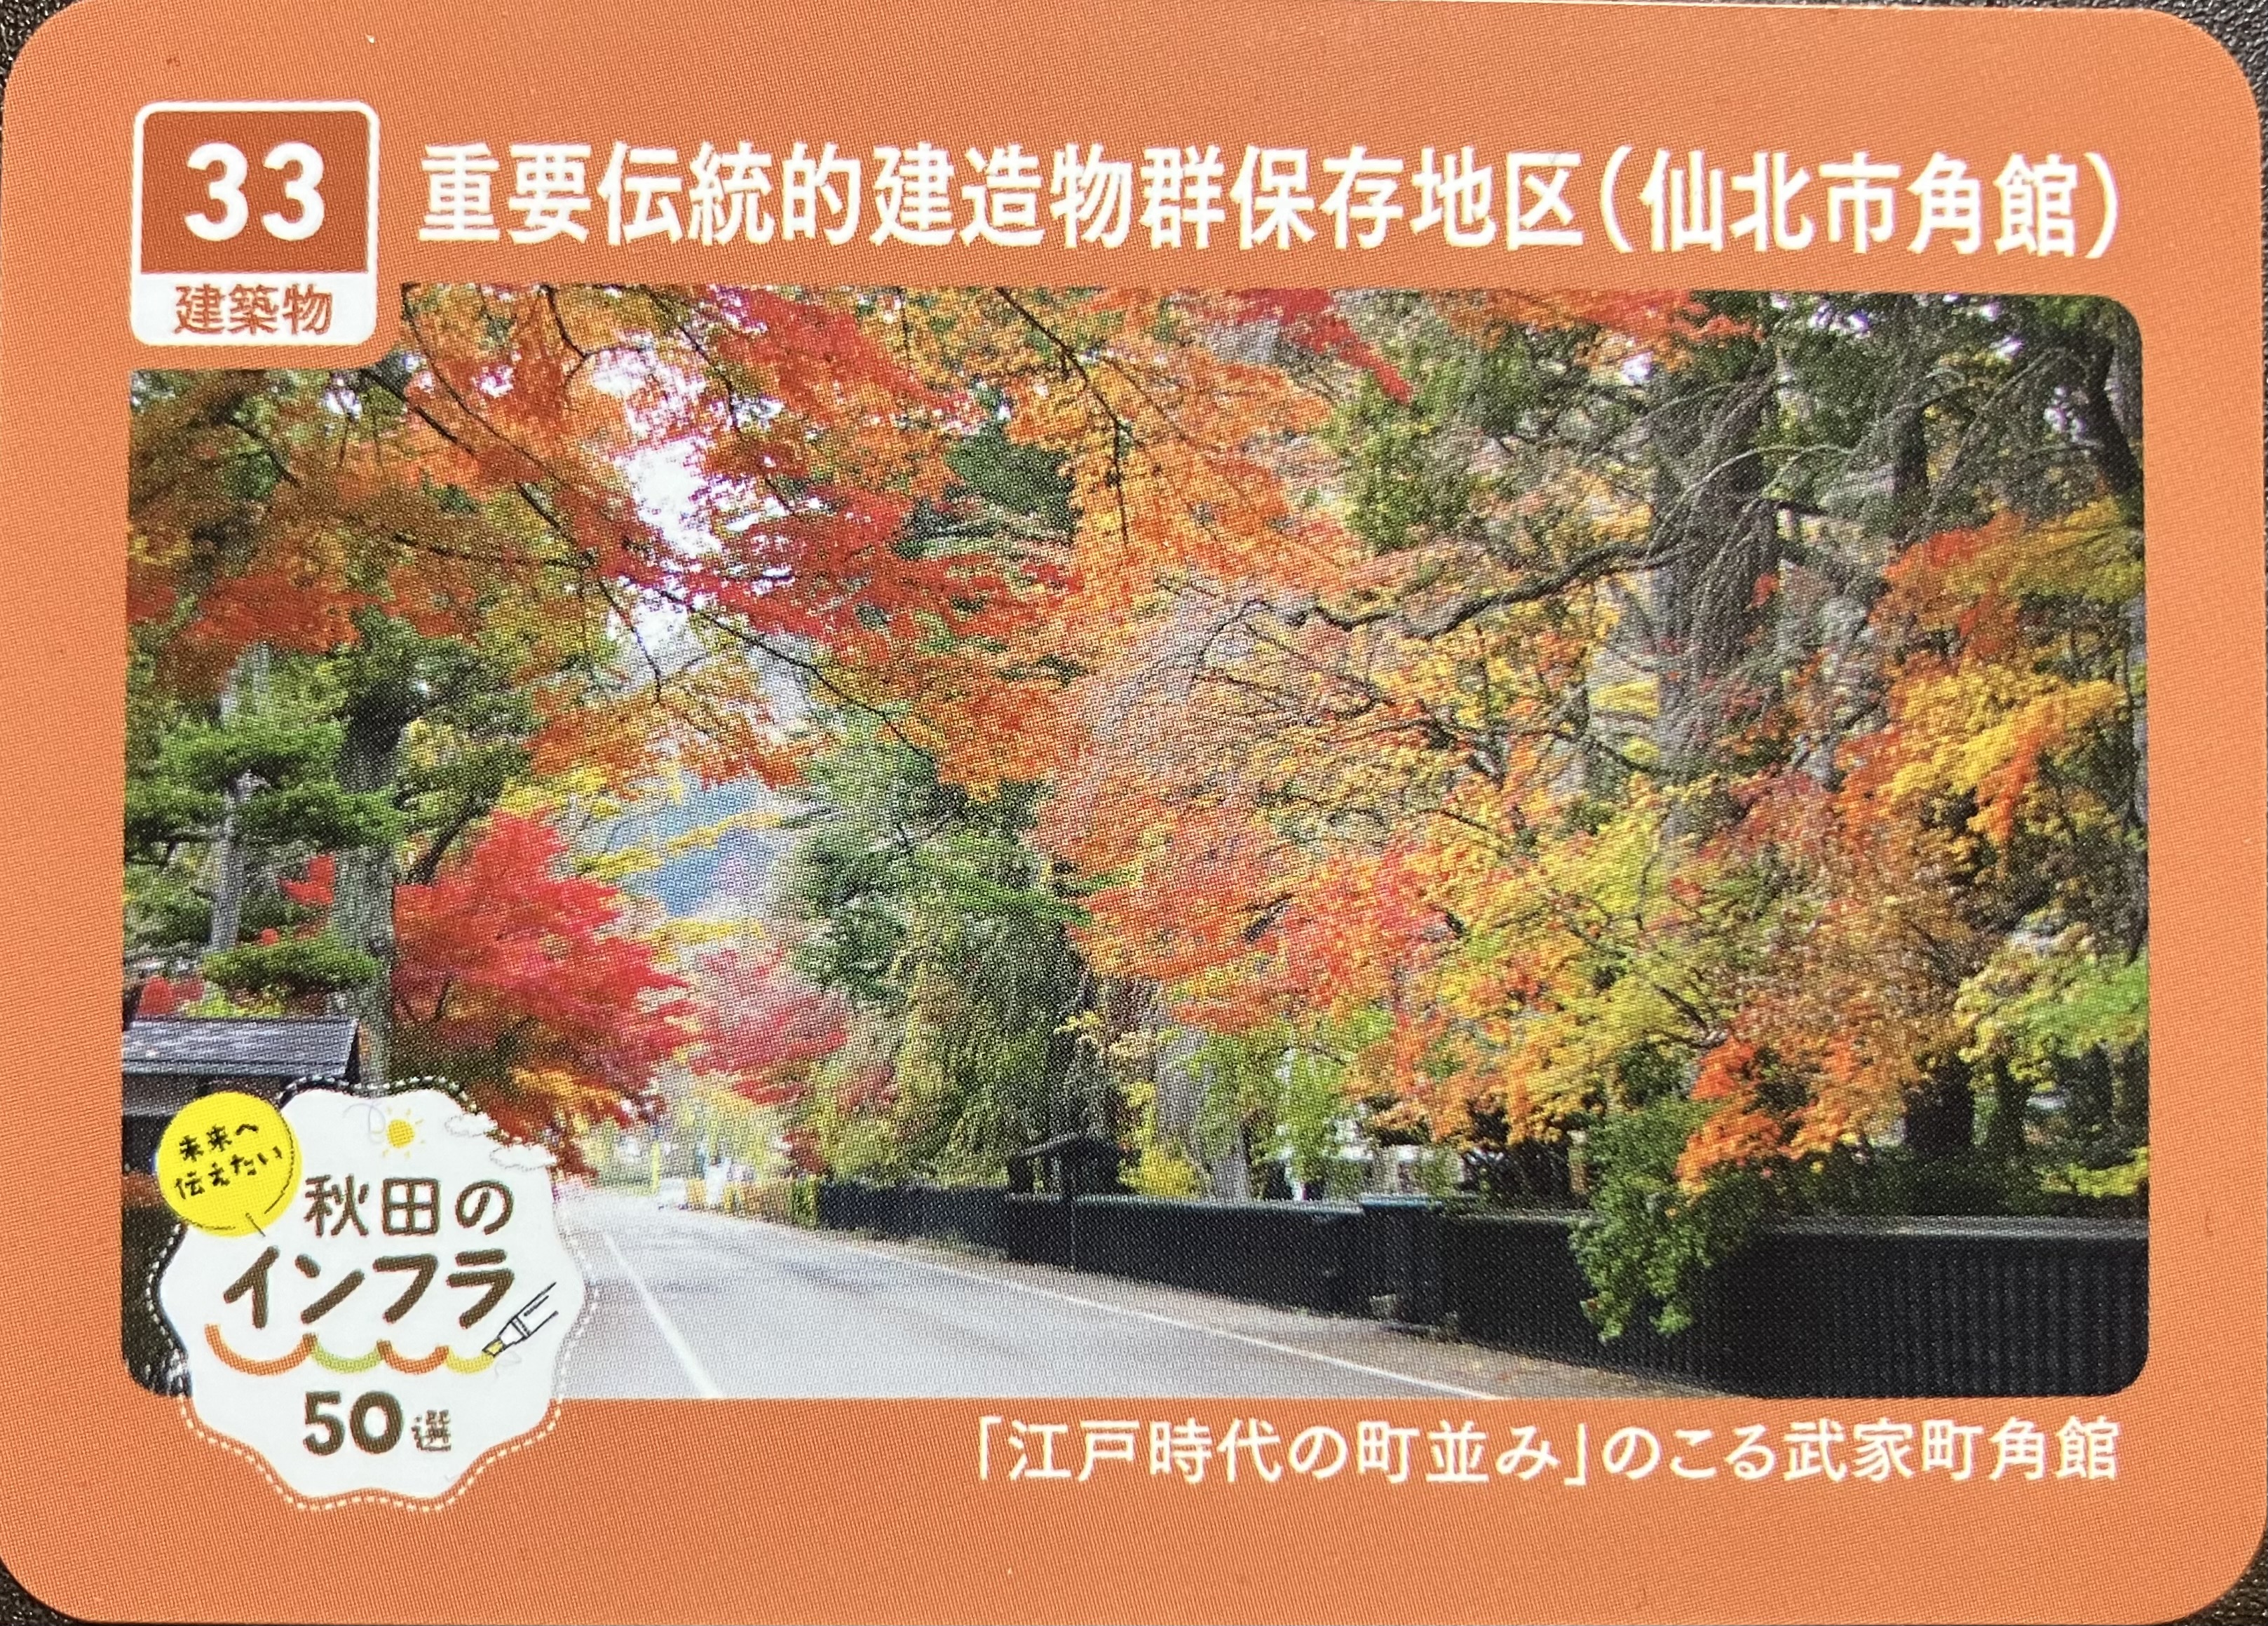 33
建築物
重要伝統的建造物群保存地区(仙北市角館)
未来へ
伝えたい
秋田の
インフラ
50選
「江戸時代の町並み」のこる武家町角館